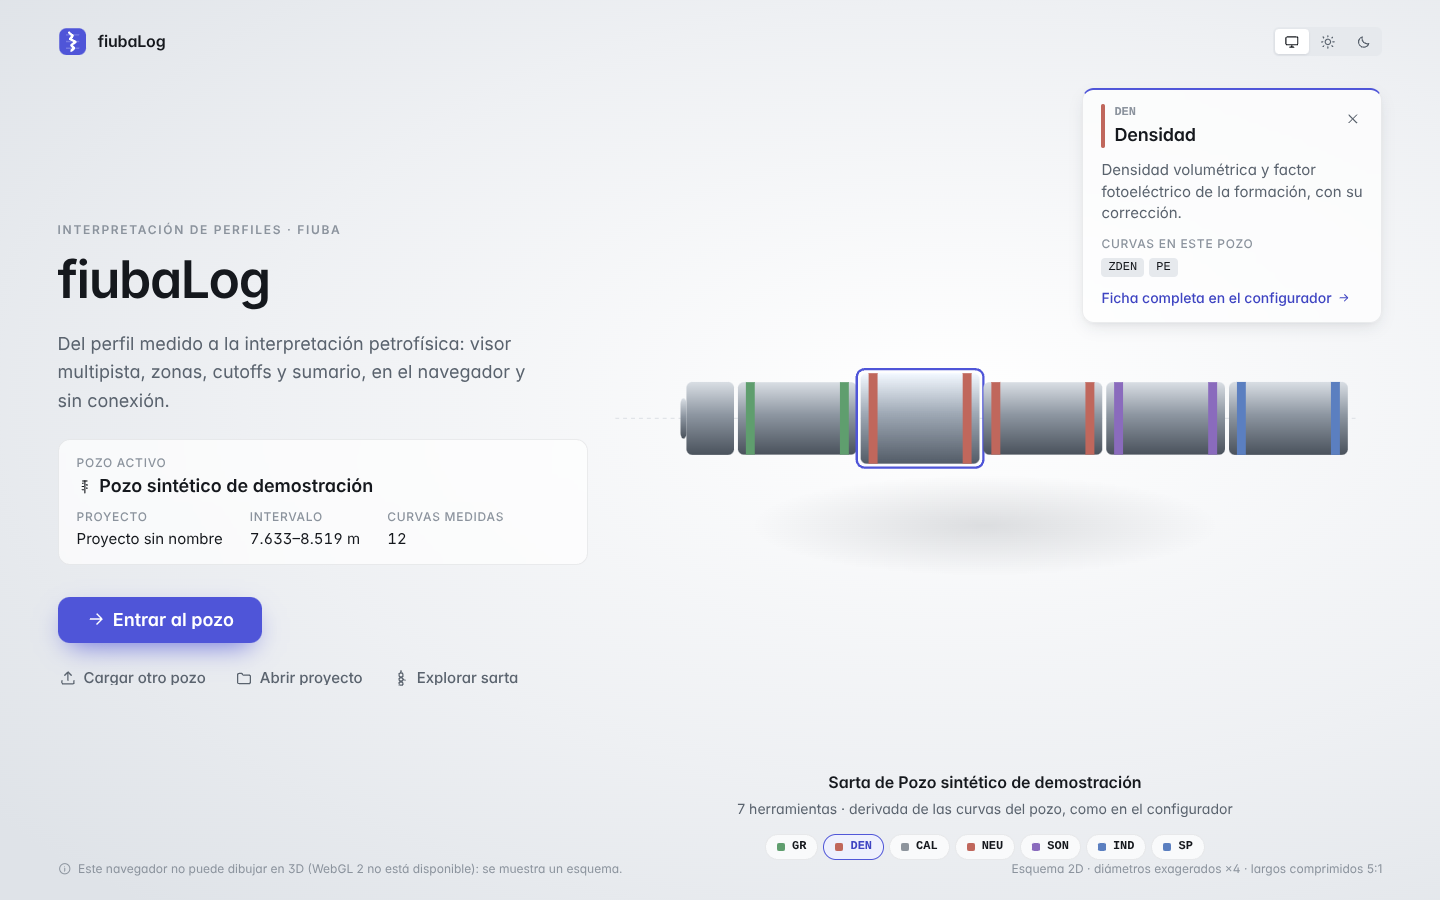 fiubaLog
DEN
Densidad
Densidad volumétrica y factor
fotoeléctrico de la formación, con su
corrección.
CURVAS EN ESTE POZO
ZDEN PE
Ficha completa en el configurador →
INTERPRETACIÓN DE PERFILES · FIUBA
fiubaLog
Del perfil medido a la interpretación petrofísica: visor
multipista, zonas, cutoffs y sumario, en el navegador y
sin conexión.
POZO ACTIVO
Pozo sintético de demostración
PROYECTO INTERVALO CURVAS MEDIDAS
Proyecto sin nombre 7.633–8.519 m 12
→ Entrar al pozo
Cargar otro pozo Abrir proyecto Explorar sarta
Sarta de Pozo sintético de demostración
7 herramientas · derivada de las curvas del pozo, como en el configurador
GR DEN CAL NEU SON IND SP
Este navegador no puede dibujar en 3D (WebGL 2 no está disponible): se muestra un esquema.
Esquema 2D · diámetros exagerados ×4 · largos comprimidos 5:1